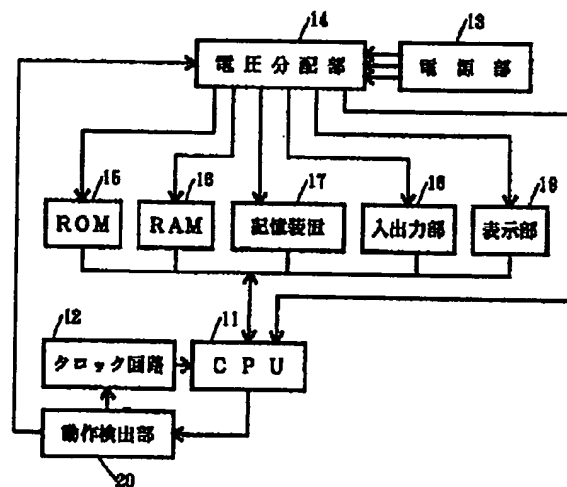 14
13
電圧分配部
電源部
15
16
17
18
19
ROM
RAM
記憶装置
入出力部
表示部
12
11
クロック回路
CPU
動作検出部
20